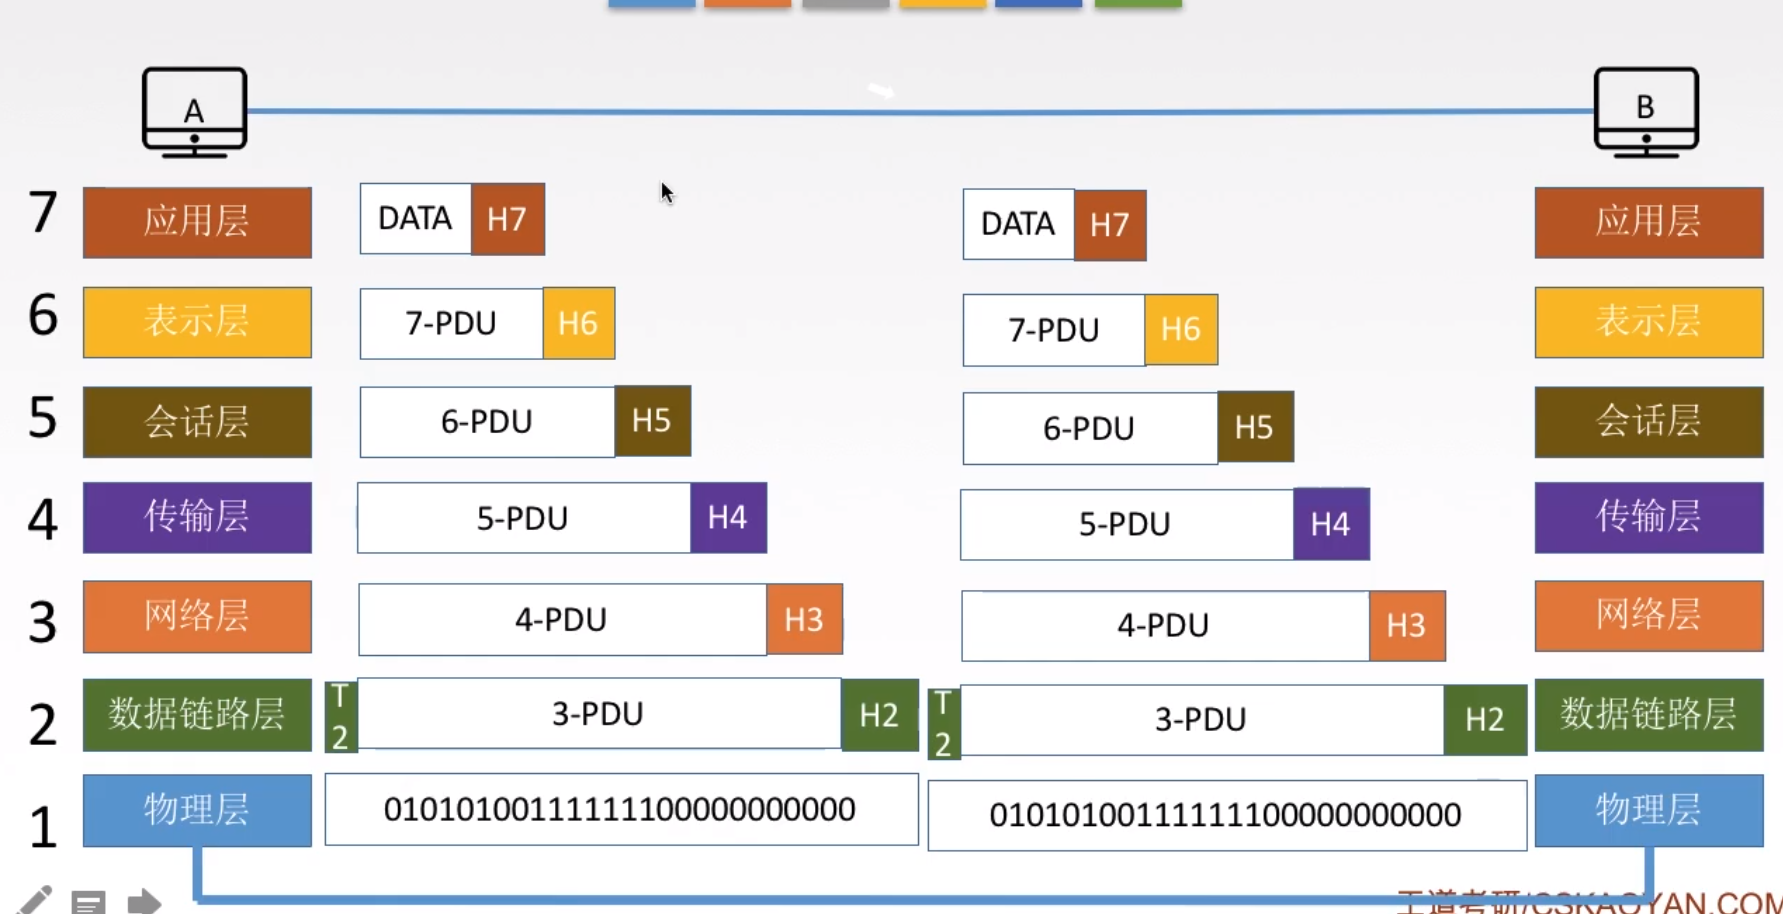 A
B
7 应用层 DATA H7 DATA H7 应用层
6 表示层 7-PDU H6 7-PDU H6 表示层
5 会话层 6-PDU H5 6-PDU H5 会话层
4 传输层 5-PDU H4 5-PDU H4 传输层
3 网络层 4-PDU H3 4-PDU H3 网络层
2 数据链路层 T2 3-PDU H2 T2 3-PDU H2 数据链路层
1 物理层 01010100111111100000000000 01010100111111100000000000 物理层
王道考研/CSKAOYAN.COM